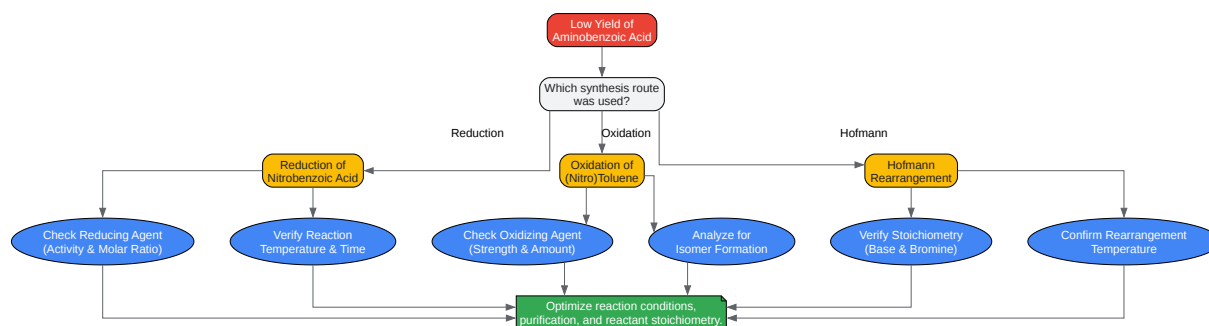 Low Yield of
Aminobenzoic Acid
Which synthesis route
was used?
Reduction
Oxidation
Hofmann
Reduction of
Nitrobenzoic Acid
Oxidation of
(Nitro)Toluene
Hofmann
Rearrangement
Check Reducing Agent
(Activity & Molar Ratio)
Verify Reaction
Temperature & Time
Check Oxidizing Agent
(Strength & Amount)
Analyze for
Isomer Formation
Verify Stoichiometry
(Base & Bromine)
Confirm Rearrangement
Temperature
Optimize reaction conditions,
purification, and reactant stoichiometry.